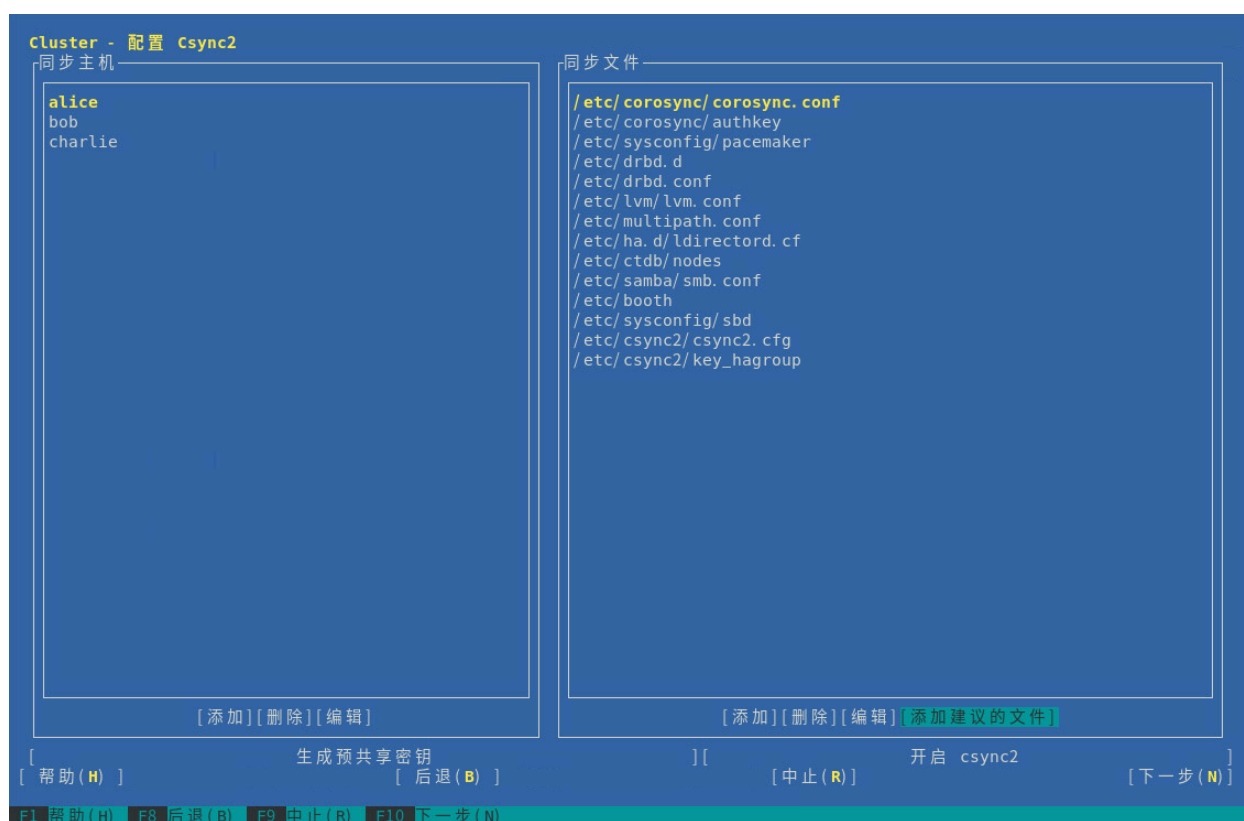 Cluster - 配置 Csync2
同步主机
alice
bob
charlie
[添加][删除][编辑]
同步文件
/etc/corosync/corosync.conf
/etc/corosync/authkey
/etc/sysconfig/pacemaker
/etc/drbd.d
/etc/drbd.conf
/etc/lvm/lvm.conf
/etc/multipath.conf
/etc/ha.d/ldirectord.cf
/etc/ctdb/nodes
/etc/samba/smb.conf
/etc/booth
/etc/sysconfig/sbd
/etc/csync2/csync2.cfg
/etc/csync2/key_hagroup
[添加][删除][编辑][添加建议的文件]
[ 生成预共享密钥 ][ 开启 csync2 ]
[ 帮助(H) ] [ 后退(B) ] [中止(R)] [下一步(N)]
F1 帮助(H) F8 后退(B) F9 中止(R) F10 下一步(N)